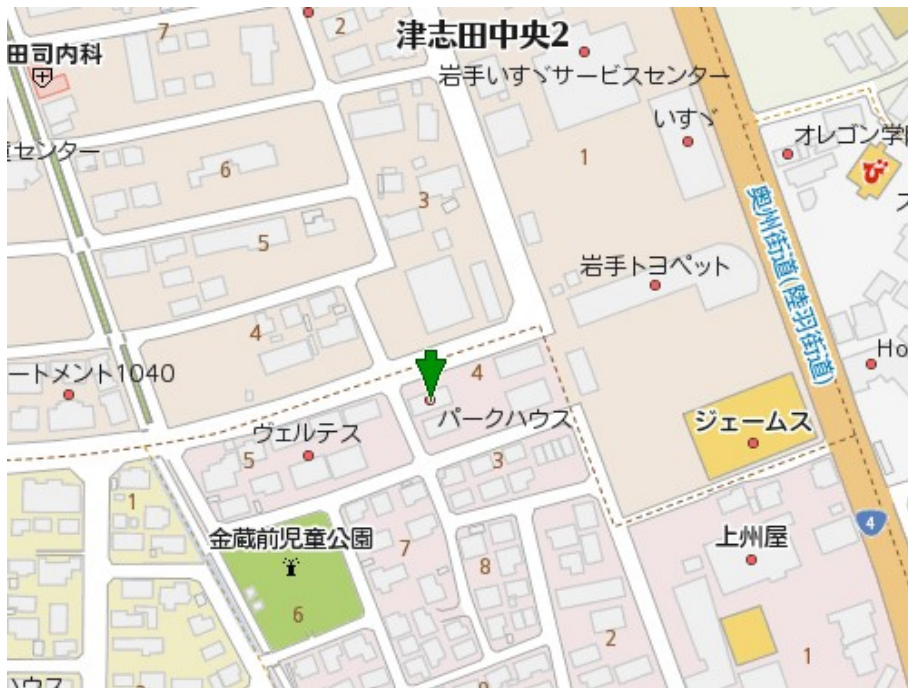 7
2
津志田中央2
田司内科
岩手いすゞサービスセンター
いすゞ
1
オレゴン学
び
センター
6
3
5
奥州街道(陸羽街道)
岩手トヨペット
4
ートメント1040
4
Ho
パークハウス
ジェームス
ヴェルテス
5
3
1
4
金蔵前児童公園
7
上州屋
8
6
2
1
ハウス